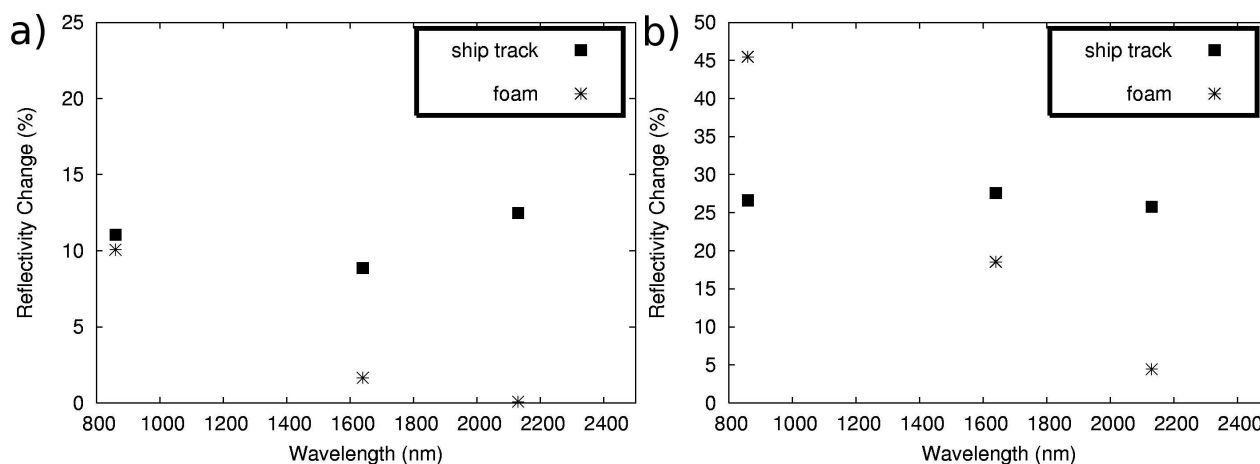 a)
25
20
15
10
5
0
Reflectivity Change (%)
ship track
foam
800 1000 1200 1400 1600 1800 2000 2200 2400
Wavelength (nm)
b)
50
45
40
35
30
25
20
15
10
5
0
Reflectivity Change (%)
ship track
foam
800 1000 1200 1400 1600 1800 2000 2200 2400
Wavelength (nm)